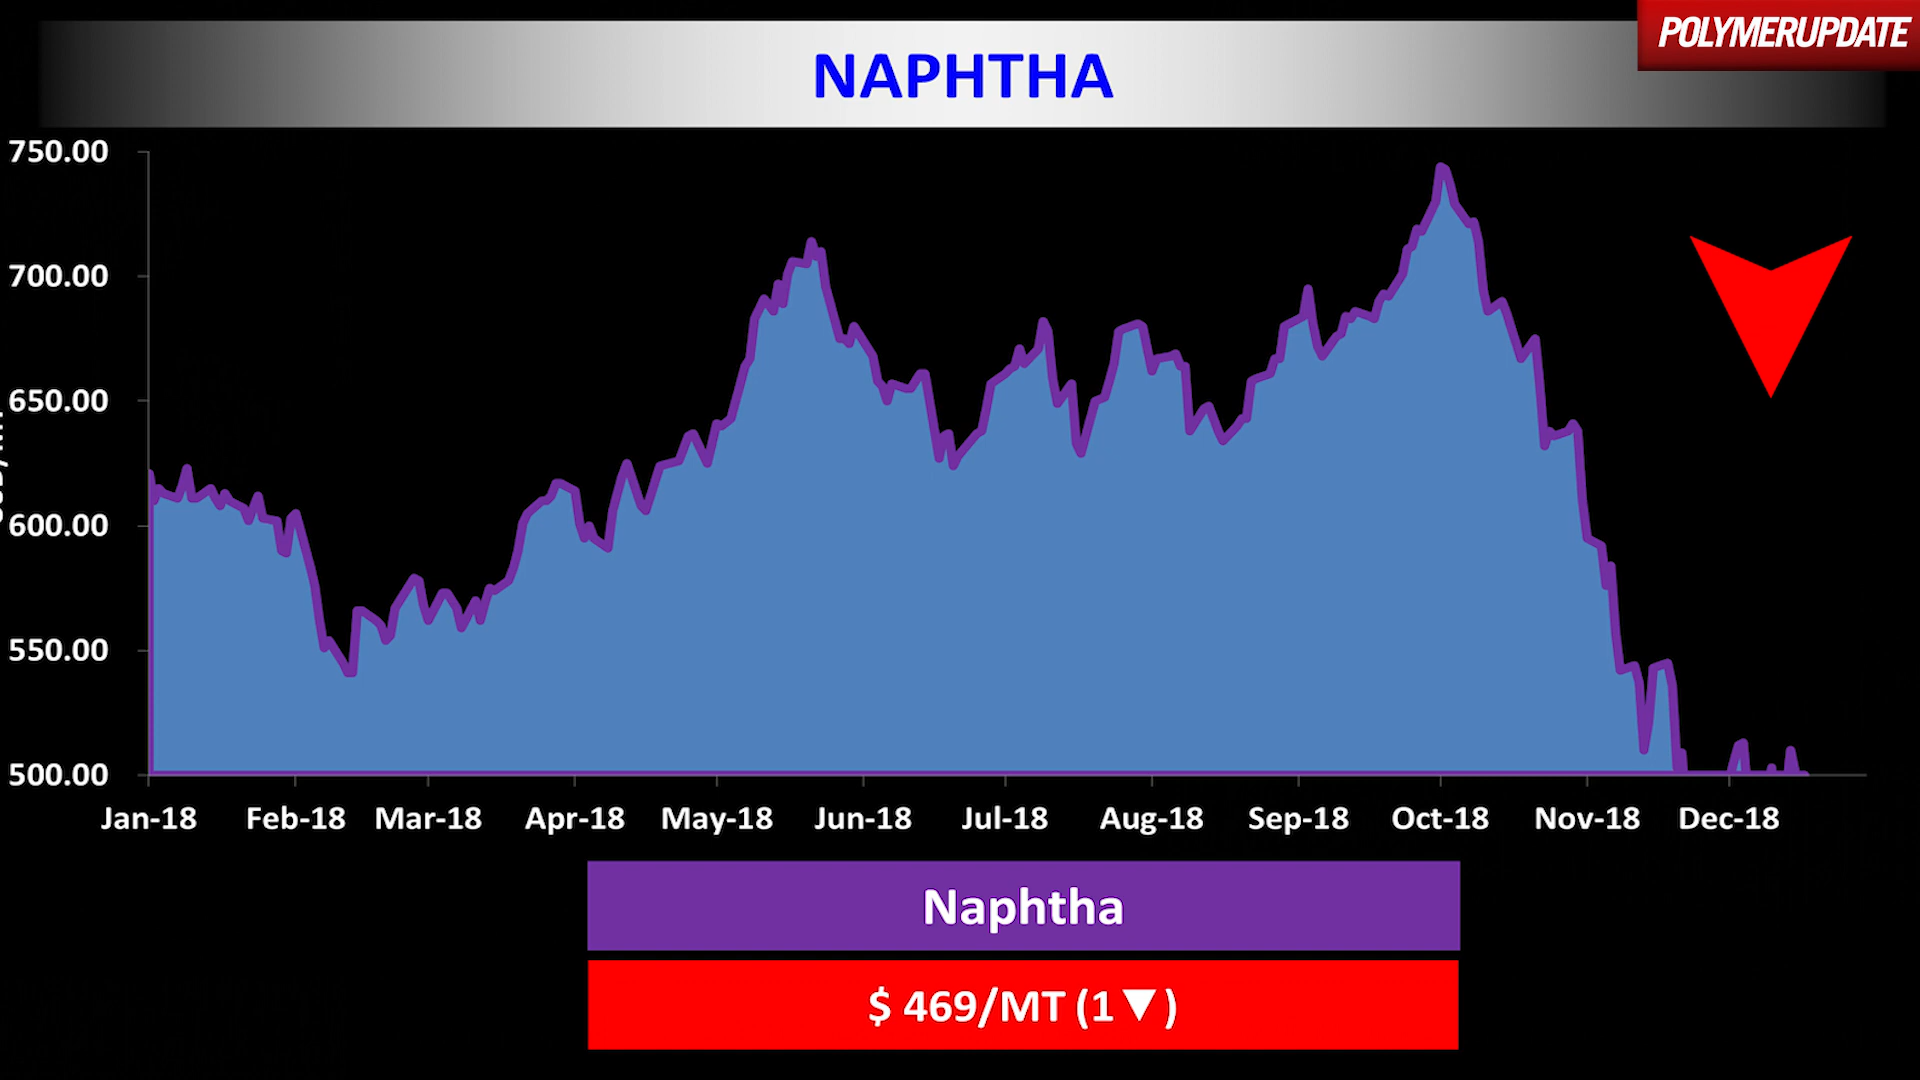 POLYMERUPDATE
NAPHTHA
750.00
700.00
650.00
600.00
550.00
500.00
Jan-18 Feb-18 Mar-18 Apr-18 May-18 Jun-18 Jul-18 Aug-18 Sep-18 Oct-18 Nov-18 Dec-18
Naphtha
$ 469/MT (1▼)